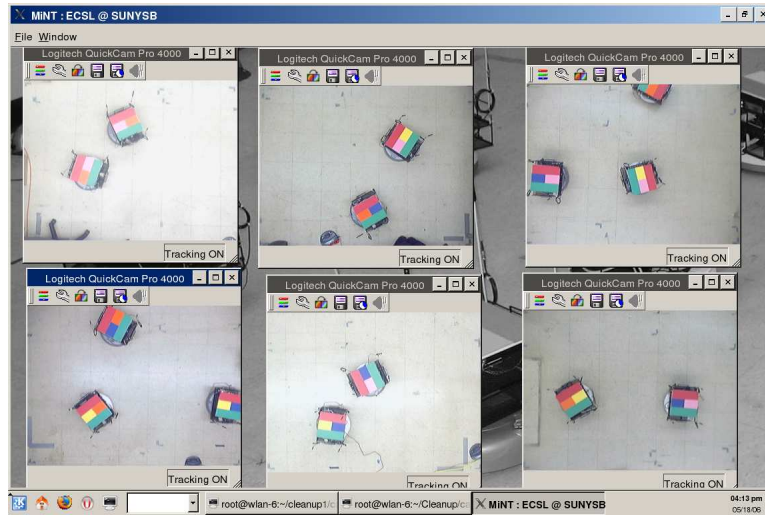 MiNT : ECSL @ SUNYSB
File Window
Logitech QuickCam Pro 4000
Logitech QuickCam Pro 4000
Logitech QuickCam Pro 4000
Tracking ON
Tracking ON
Tracking ON
Logitech QuickCam Pro 4000
Logitech QuickCam Pro 4000
Logitech QuickCam Pro 4000
Tracking ON
Tracking ON
Tracking ON
root@wlan-6:~/cleanup1/c root@wlan-6:~/Cleanup/ca MiNT : ECSL @ SUNYSB 04:13 pm
05/18/06